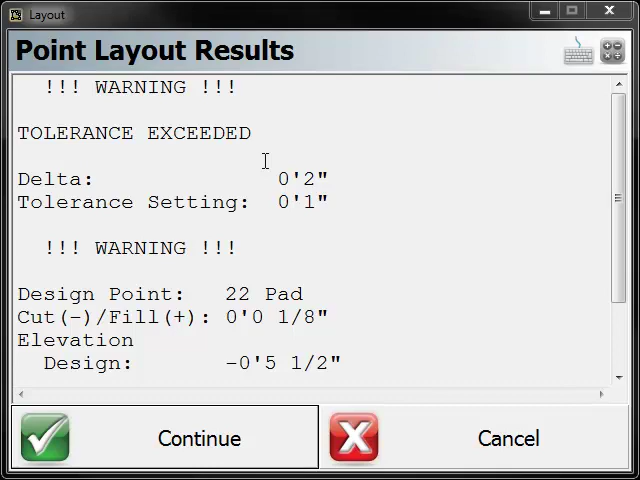 Layout
Point Layout Results
!!! WARNING !!!
TOLERANCE EXCEEDED
Delta: 0'2"
Tolerance Setting: 0'1"
!!! WARNING !!!
Design Point: 22 Pad
Cut(-)/Fill(+): 0'0 1/8"
Elevation
Design: -0'5 1/2"
Continue
Cancel